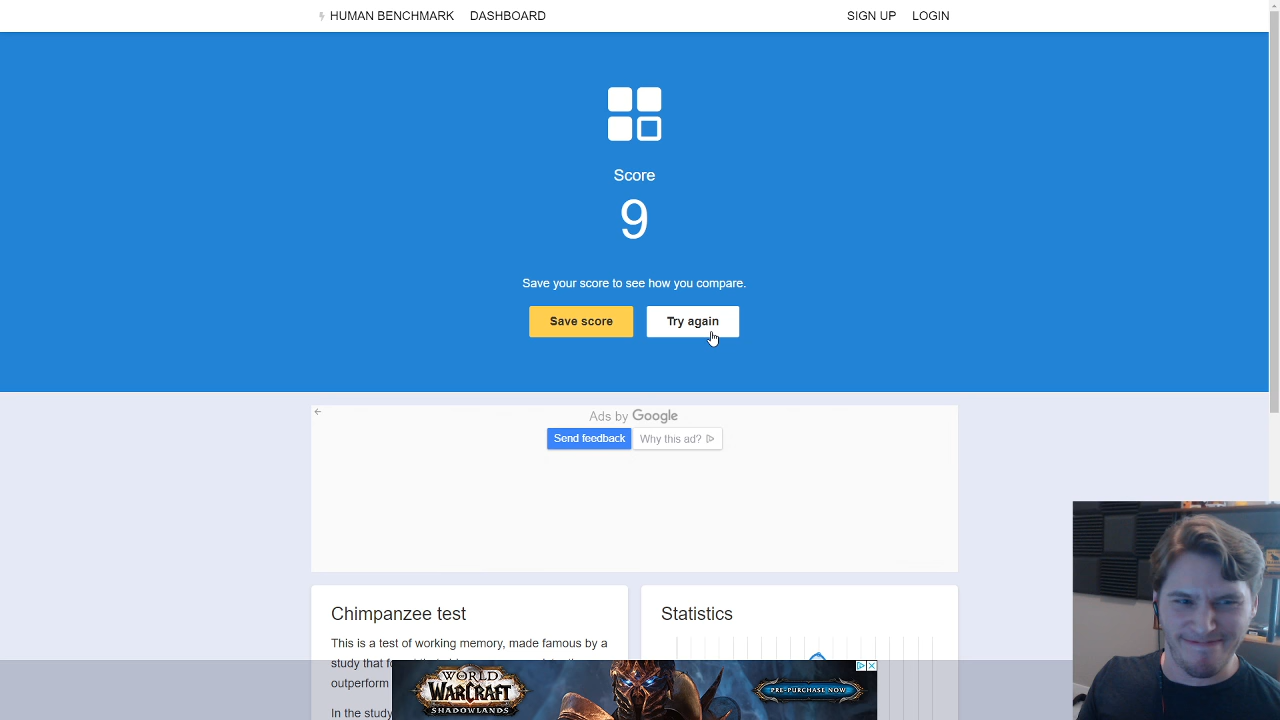 HUMAN BENCHMARK DASHBOARD SIGN UP LOGIN
Score
9
Save your score to see how you compare.
Save score Try again
Ads by Google
Send feedback Why this ad?
Chimpanzee test
This is a test of working memory, made famous by a
study that
outperform
In the study
Statistics
WORLD
WARCRAFT
SHADOWLANDS
PRE-PURCHASE NOW